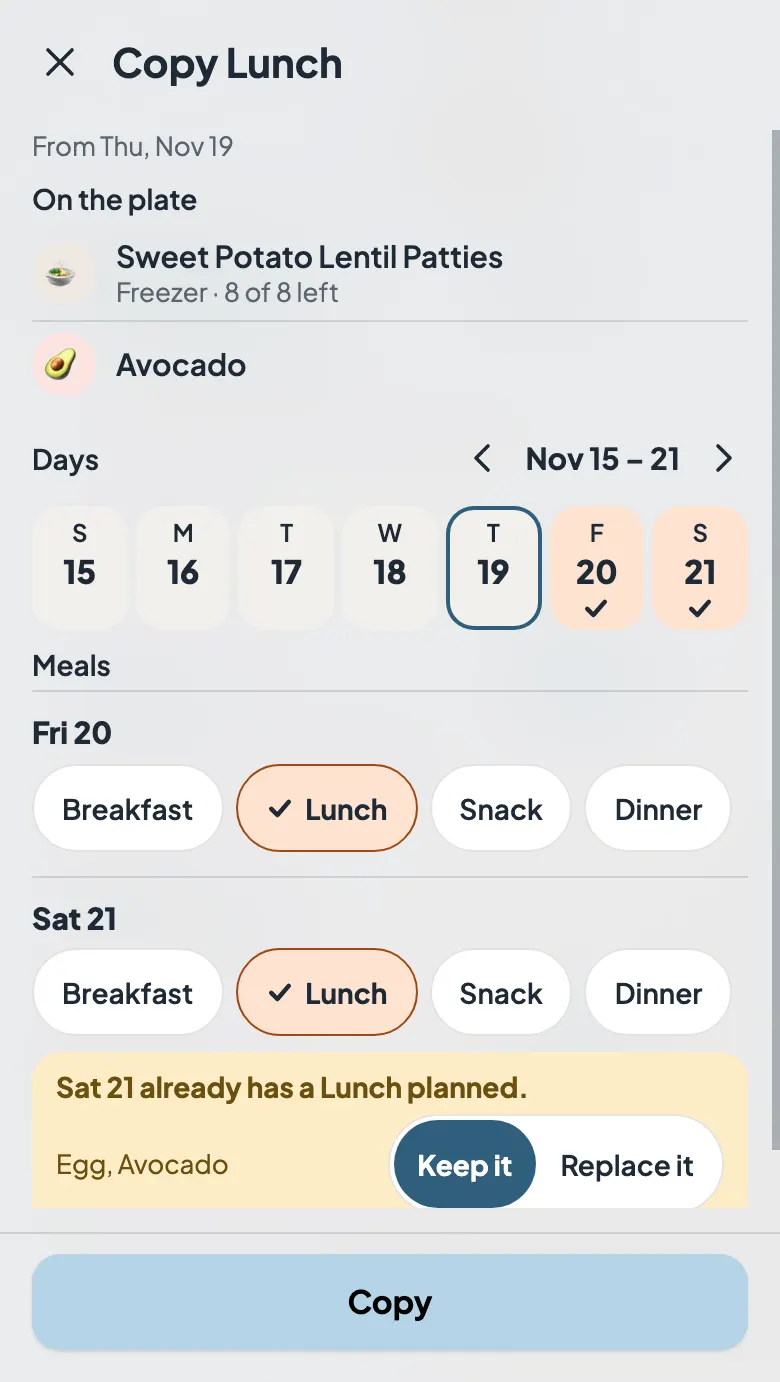 Copy Lunch
From Thu, Nov 19
On the plate
Sweet Potato Lentil Patties
Freezer · 8 of 8 left
Avocado
Days
Nov 15 – 21
S M T W T F S
15 16 17 18 19 20 21
Meals
Fri 20
Breakfast Lunch Snack Dinner
Sat 21
Breakfast Lunch Snack Dinner
Sat 21 already has a Lunch planned.
Egg, Avocado Keep it Replace it
Copy